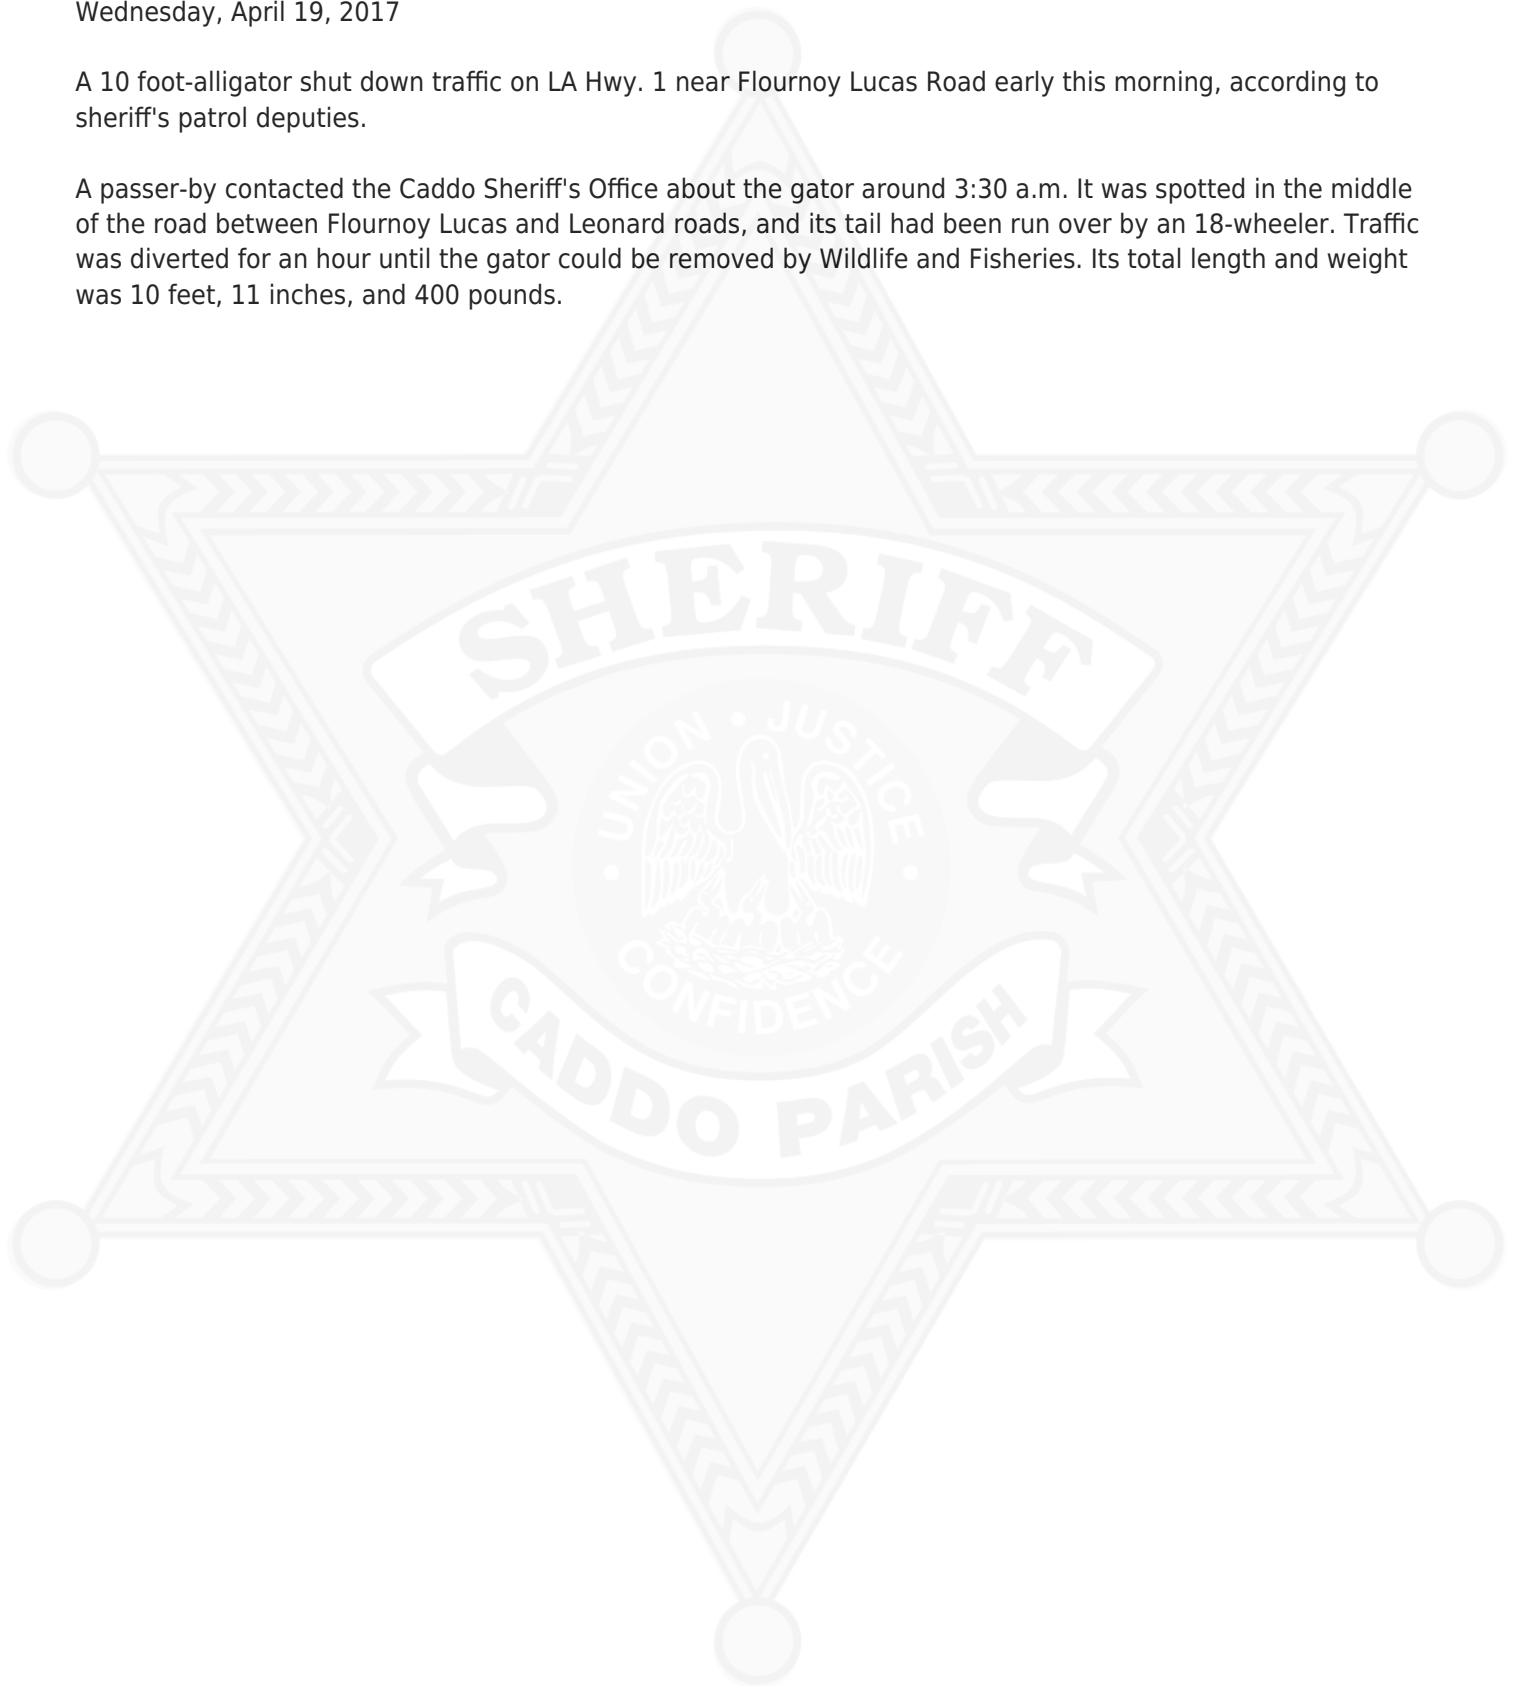 Wednesday, April 19, 2017
A 10 foot-alligator shut down traffic on LA Hwy. 1 near Flournoy Lucas Road early this morning, according to
sheriff's patrol deputies.
A passer-by contacted the Caddo Sheriff's Office about the gator around 3:30 a.m. It was spotted in the middle
of the road between Flournoy Lucas and Leonard roads, and its tail had been run over by an 18-wheeler. Traffic
was diverted for an hour until the gator could be removed by Wildlife and Fisheries. Its total length and weight
was 10 feet, 11 inches, and 400 pounds.
SHERIFF
UNION • JUSTICE
• CONFIDENCE •
CADDO PARISH